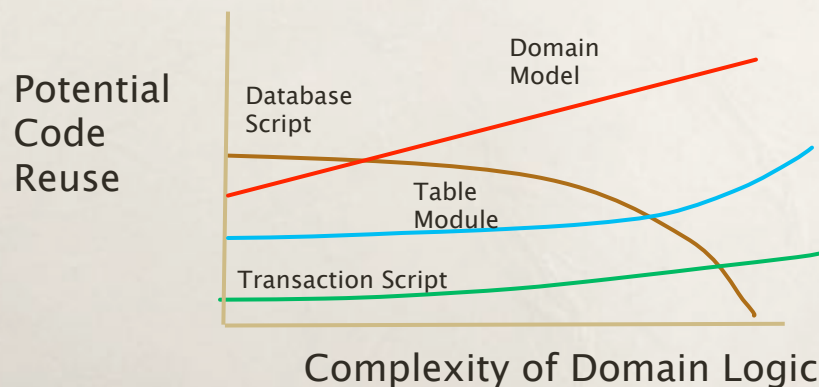 Potential
Code
Reuse
Database
Script
Domain
Model
Table
Module
Transaction Script
Complexity of Domain Logic